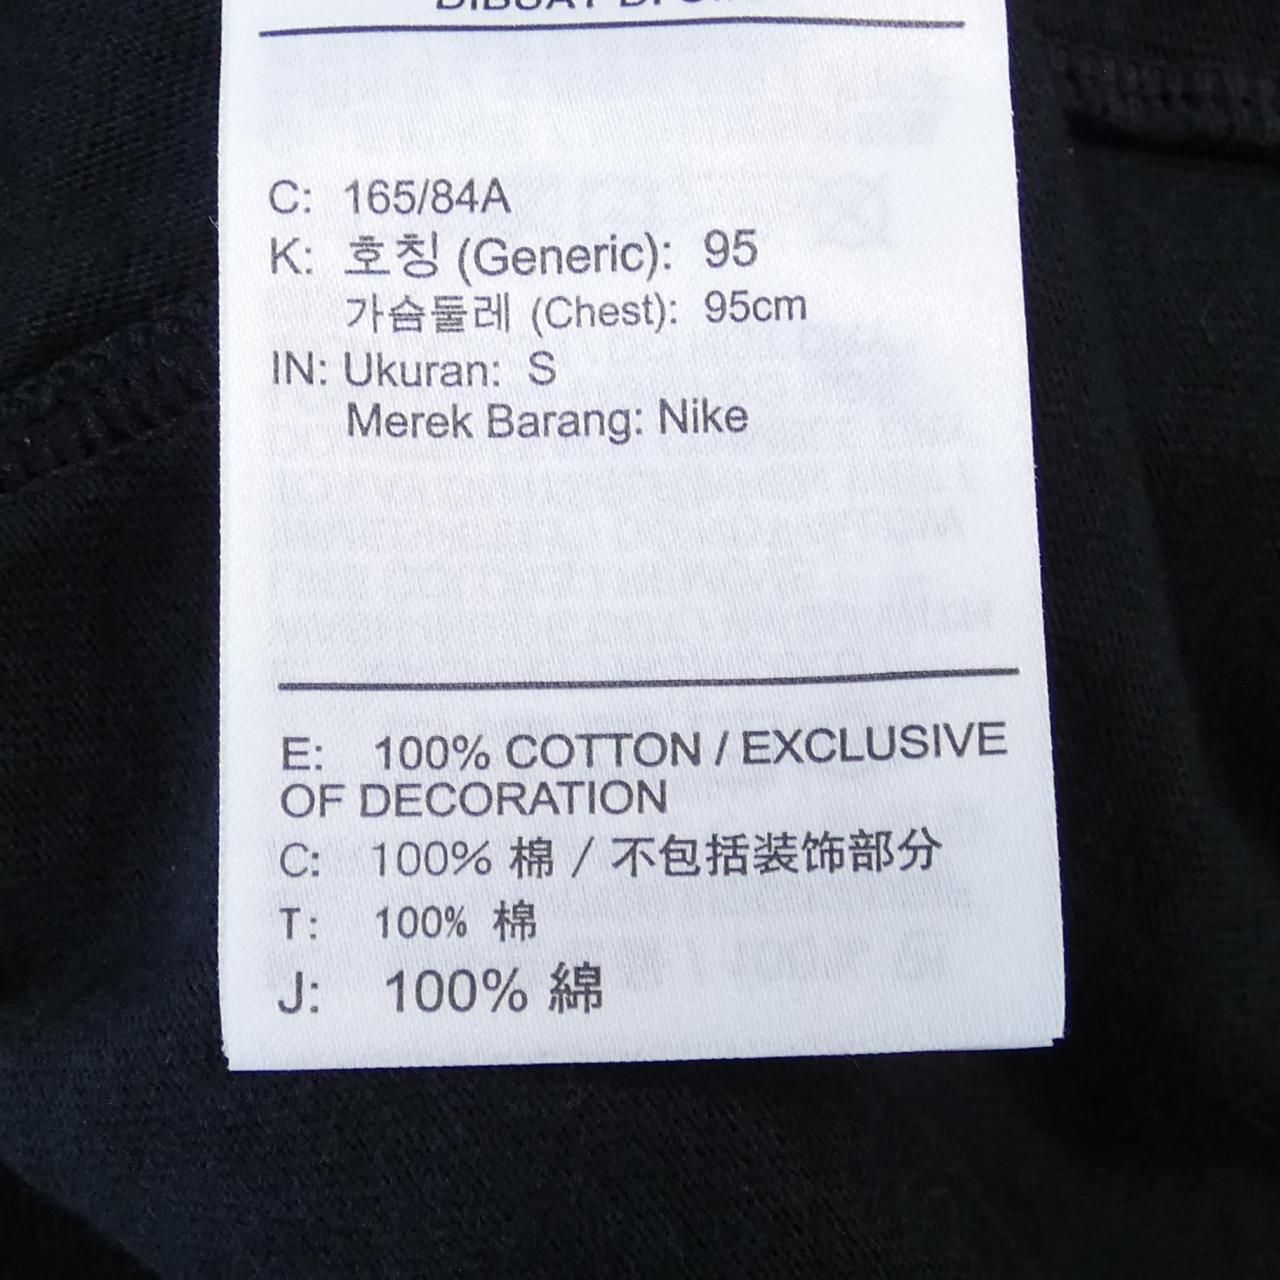 C: 165/84A
K: 호칭 (Generic): 95
가슴둘레 (Chest): 95cm
IN: Ukuran: S
Merek Barang: Nike
E: 100% COTTON / EXCLUSIVE
OF DECORATION
C: 100% 棉 / 不包括装饰部分
T: 100% 棉
J: 100% 綿